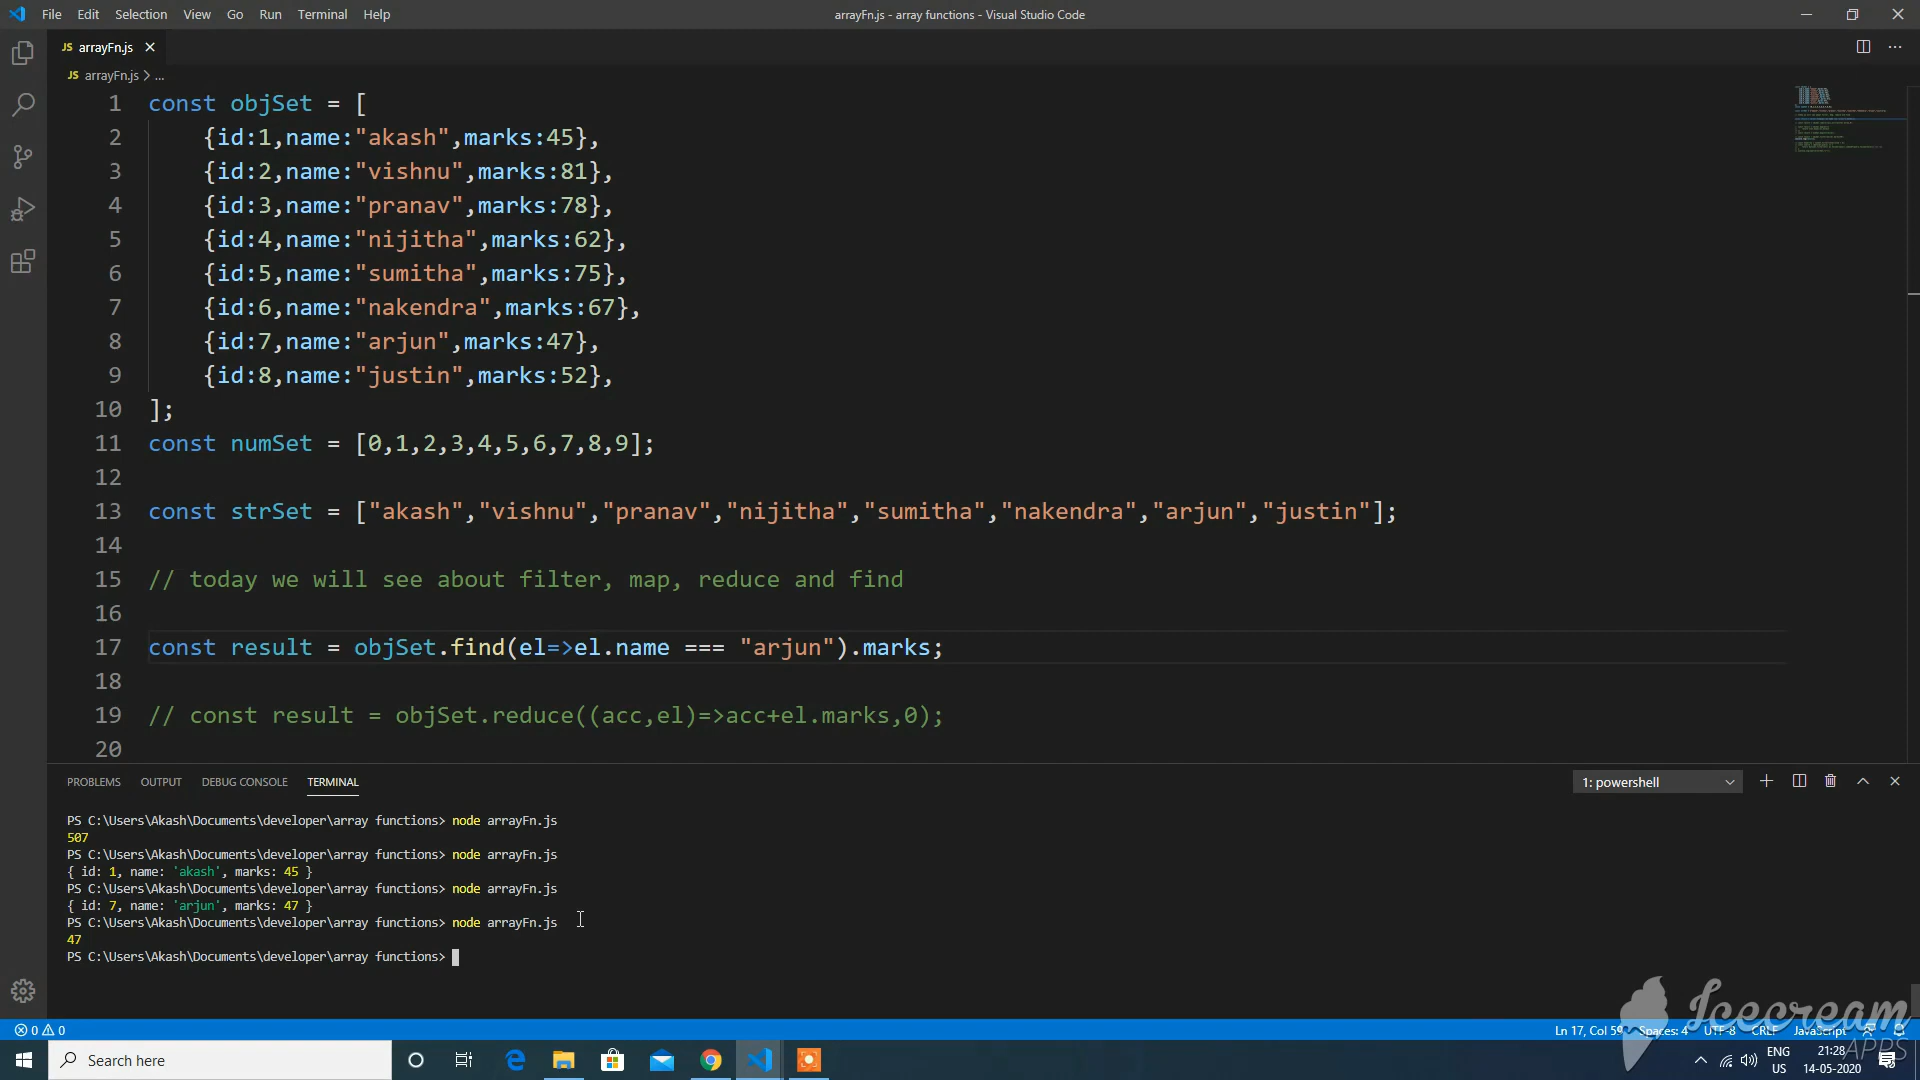 File Edit Selection View Go Run Terminal Help
arrayFn.js - array functions - Visual Studio Code
JS arrayFn.js ×
JS arrayFn.js > ...
1 const objSet = [
2 {id:1,name:"akash",marks:45},
3 {id:2,name:"vishnu",marks:81},
4 {id:3,name:"pranav",marks:78},
5 {id:4,name:"nijitha",marks:62},
6 {id:5,name:"sumitha",marks:75},
7 {id:6,name:"nakendra",marks:67},
8 {id:7,name:"arjun",marks:47},
9 {id:8,name:"justin",marks:52},
10 ];
11 const numSet = [0,1,2,3,4,5,6,7,8,9];
12
13 const strSet = ["akash","vishnu","pranav","nijitha","sumitha","nakendra","arjun","justin"];
14
15 // today we will see about filter, map, reduce and find
16
17 const result = objSet.find(el=>el.name === "arjun").marks;
18
19 // const result = objSet.reduce((acc,el)=>acc+el.marks,0);
20
PROBLEMS OUTPUT DEBUG CONSOLE TERMINAL
1: powershell
PS C:\Users\Akash\Documents\developer\array functions> node arrayFn.js
507
PS C:\Users\Akash\Documents\developer\array functions> node arrayFn.js
{ id: 1, name: 'akash', marks: 45 }
PS C:\Users\Akash\Documents\developer\array functions> node arrayFn.js
{ id: 7, name: 'arjun', marks: 47 }
PS C:\Users\Akash\Documents\developer\array functions> node arrayFn.js
47
PS C:\Users\Akash\Documents\developer\array functions>
Icecream
APPS
0 0
Ln 17, Col 59 Spaces: 4 UTF-8 CRLF JavaScript
Search here
ENG
US
21:28
14-05-2020